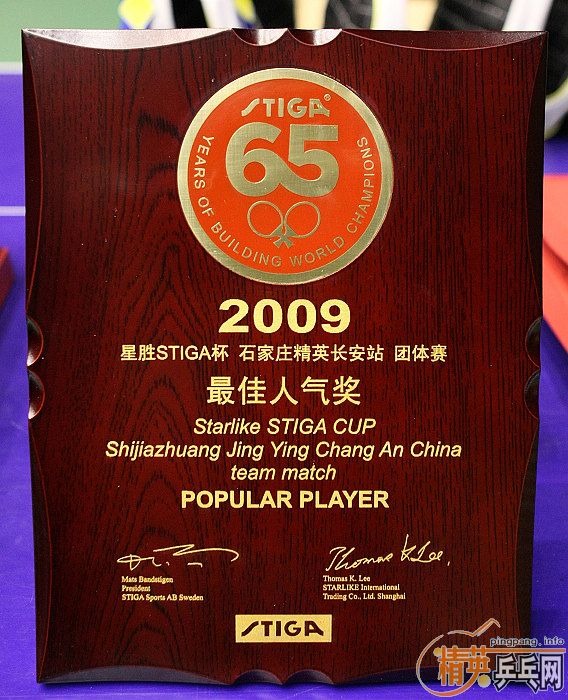 STIGA®
65
YEARS OF BUILDING WORLD CHAMPIONS
2009
星胜STIGA杯 石家庄精英长安站 团体赛
最佳人气奖
Starlike STIGA CUP
Shijiazhuang Jing Ying Chang An China
team match
POPULAR PLAYER
Thomas K Lee.
Mats Bandstigen
President
STIGA Sports AB Sweden
Thomas K. Lee
STARLIKE International
Trading Co., Ltd. Shanghai
STIGA
pingpang.info
精英乒乓网